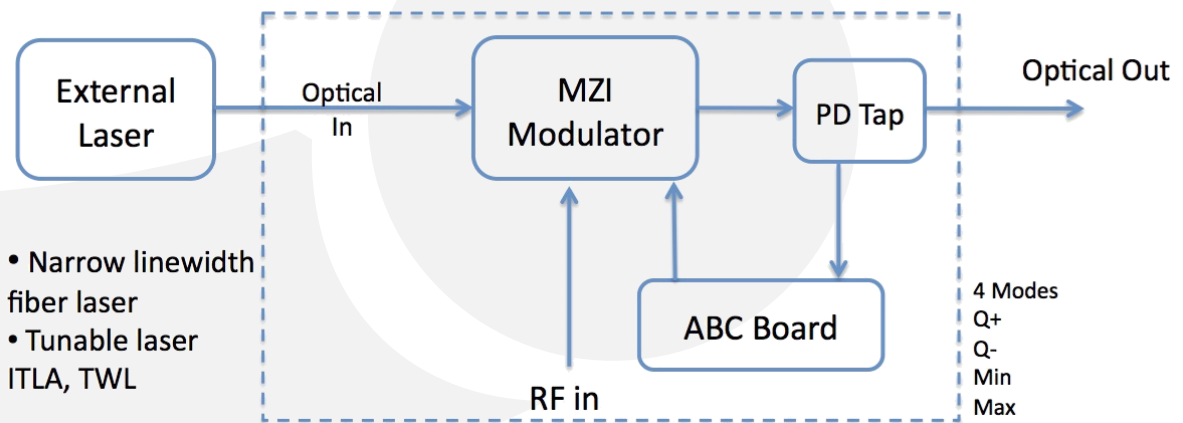 External
Laser
Optical
In
MZI
Modulator
PD Tap
Optical Out
• Narrow linewidth
fiber laser
• Tunable laser
ITLA, TWL
RF in
ABC Board
4 Modes
Q+
Q-
Min
Max